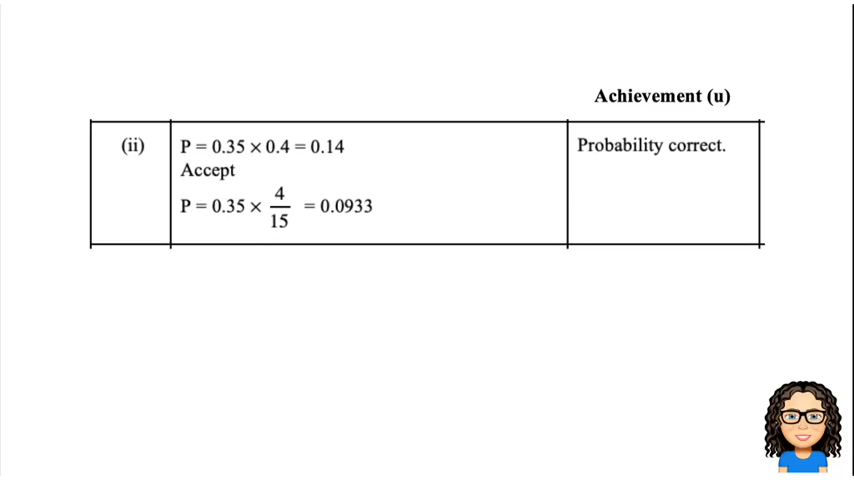 Achievement (u)
(ii) P = 0.35 × 0.4 = 0.14 Probability correct.
Accept
P = 0.35 × 4/15 = 0.0933